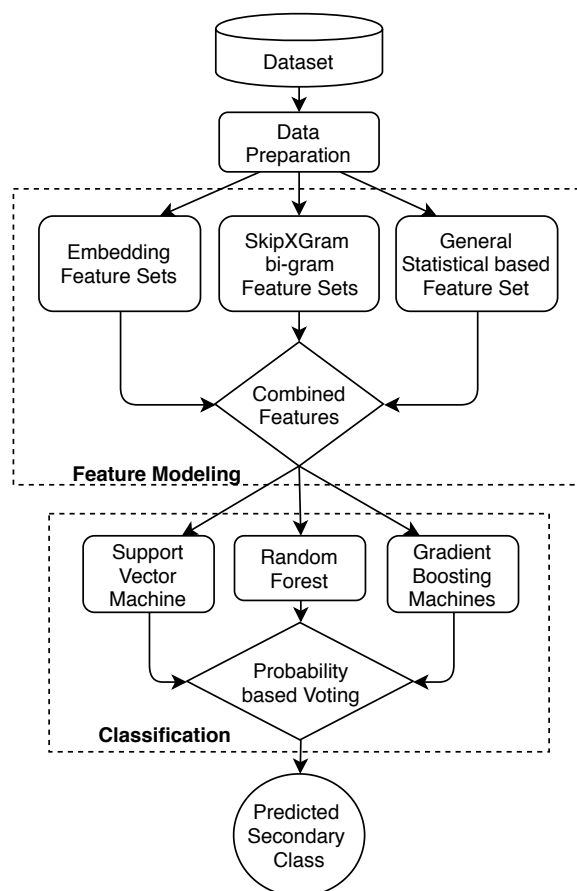 Dataset
Data
Preparation
Embedding
Feature Sets
SkipXGram
bi-gram
Feature Sets
General
Statistical based
Feature Set
Combined
Features
Feature Modeling
Support
Vector
Machine
Random
Forest
Gradient
Boosting
Machines
Probability
based Voting
Classification
Predicted
Secondary
Class